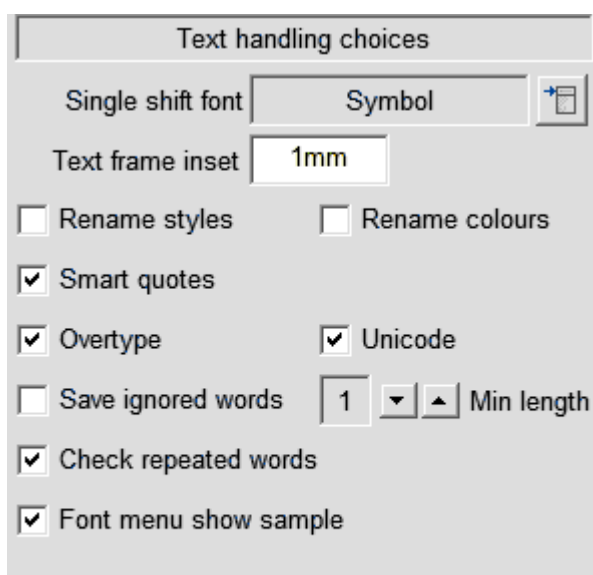 Text handling choices
Single shift font Symbol
Text frame inset 1mm
Rename styles Rename colours
Smart quotes
Overtype Unicode
Save ignored words 1 Min length
Check repeated words
Font menu show sample